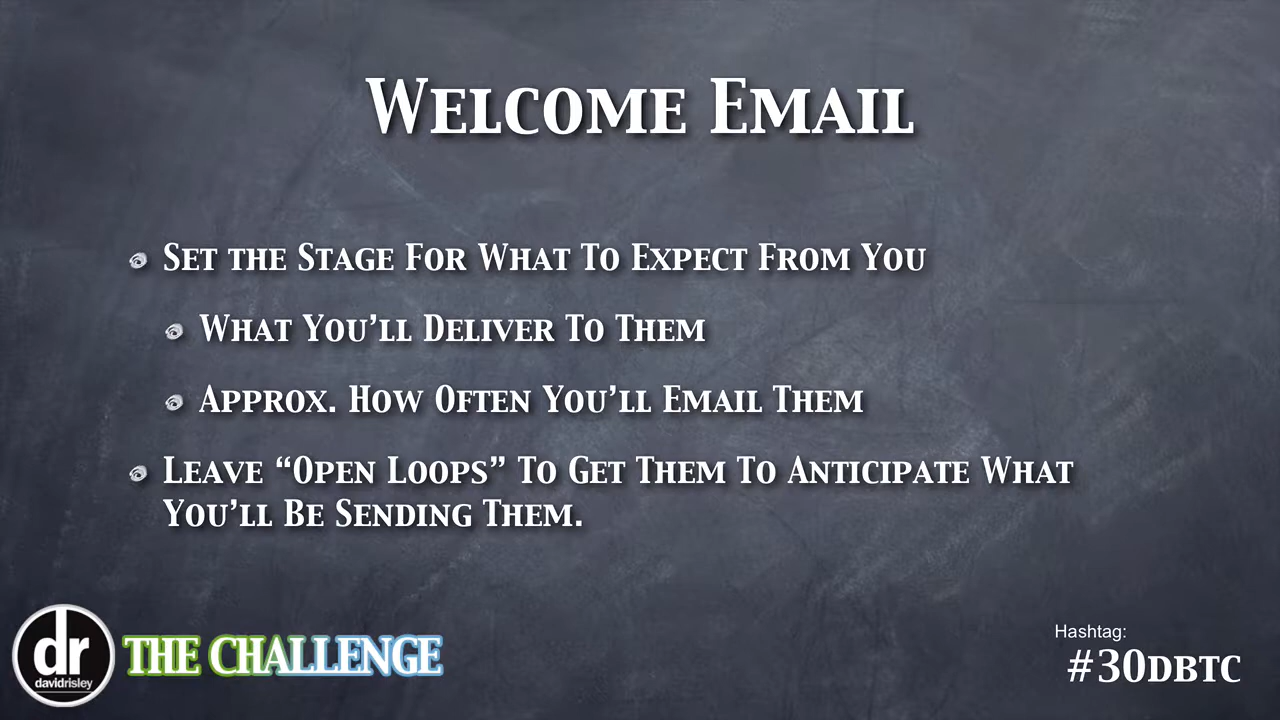 Welcome Email
Set the Stage For What To Expect From You
What You’ll Deliver To Them
Approx. How Often You’ll Email Them
Leave “Open Loops” To Get Them To Anticipate What
You’ll Be Sending Them.
dr
davidrisley
THE CHALLENGE
Hashtag:
#30DBTC